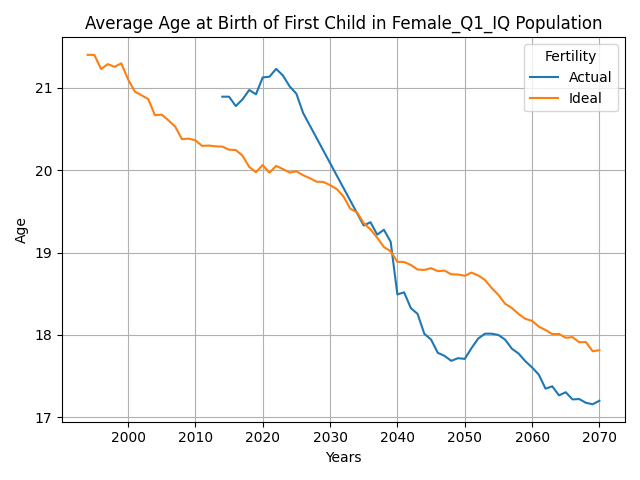 Average Age at Birth of First Child in Female_Q1_IQ Population
Fertility
Actual
Ideal
Age
21
20
19
18
17
2000 2010 2020 2030 2040 2050 2060 2070
Years